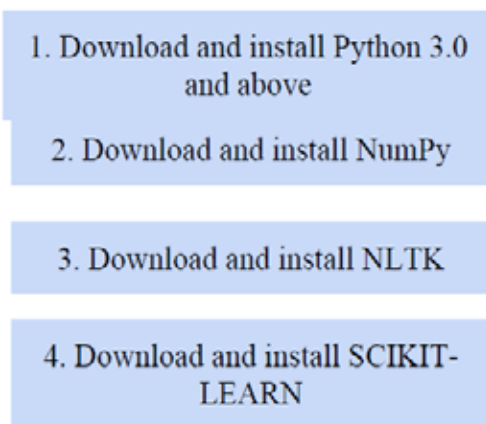 1. Download and install Python 3.0
and above
2. Download and install NumPy
3. Download and install NLTK
4. Download and install SCIKIT-
LEARN